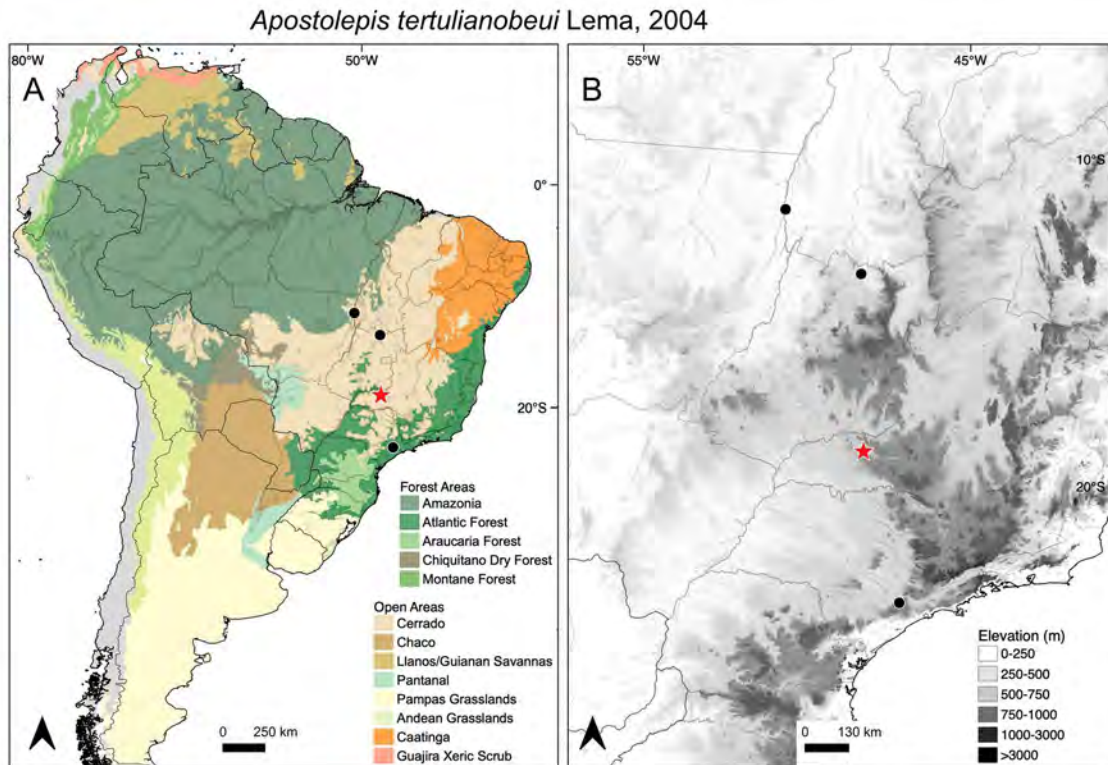 Apostolepis tertulianobeui Lema, 2004
A
80°W
50°W
0°
20°S
Forest Areas
Amazonia
Atlantic Forest
Araucaria Forest
Chiquitano Dry Forest
Montane Forest
Open Areas
Cerrado
Chaco
Llanos/Guianan Savannas
Pantanal
Pampas Grasslands
Andean Grasslands
Caatinga
Guajira Xeric Scrub
0 250 km
B
55°W
45°W
10°S
20°S
Elevation (m)
0-250
250-500
500-750
750-1000
1000-3000
>3000
0 130 km